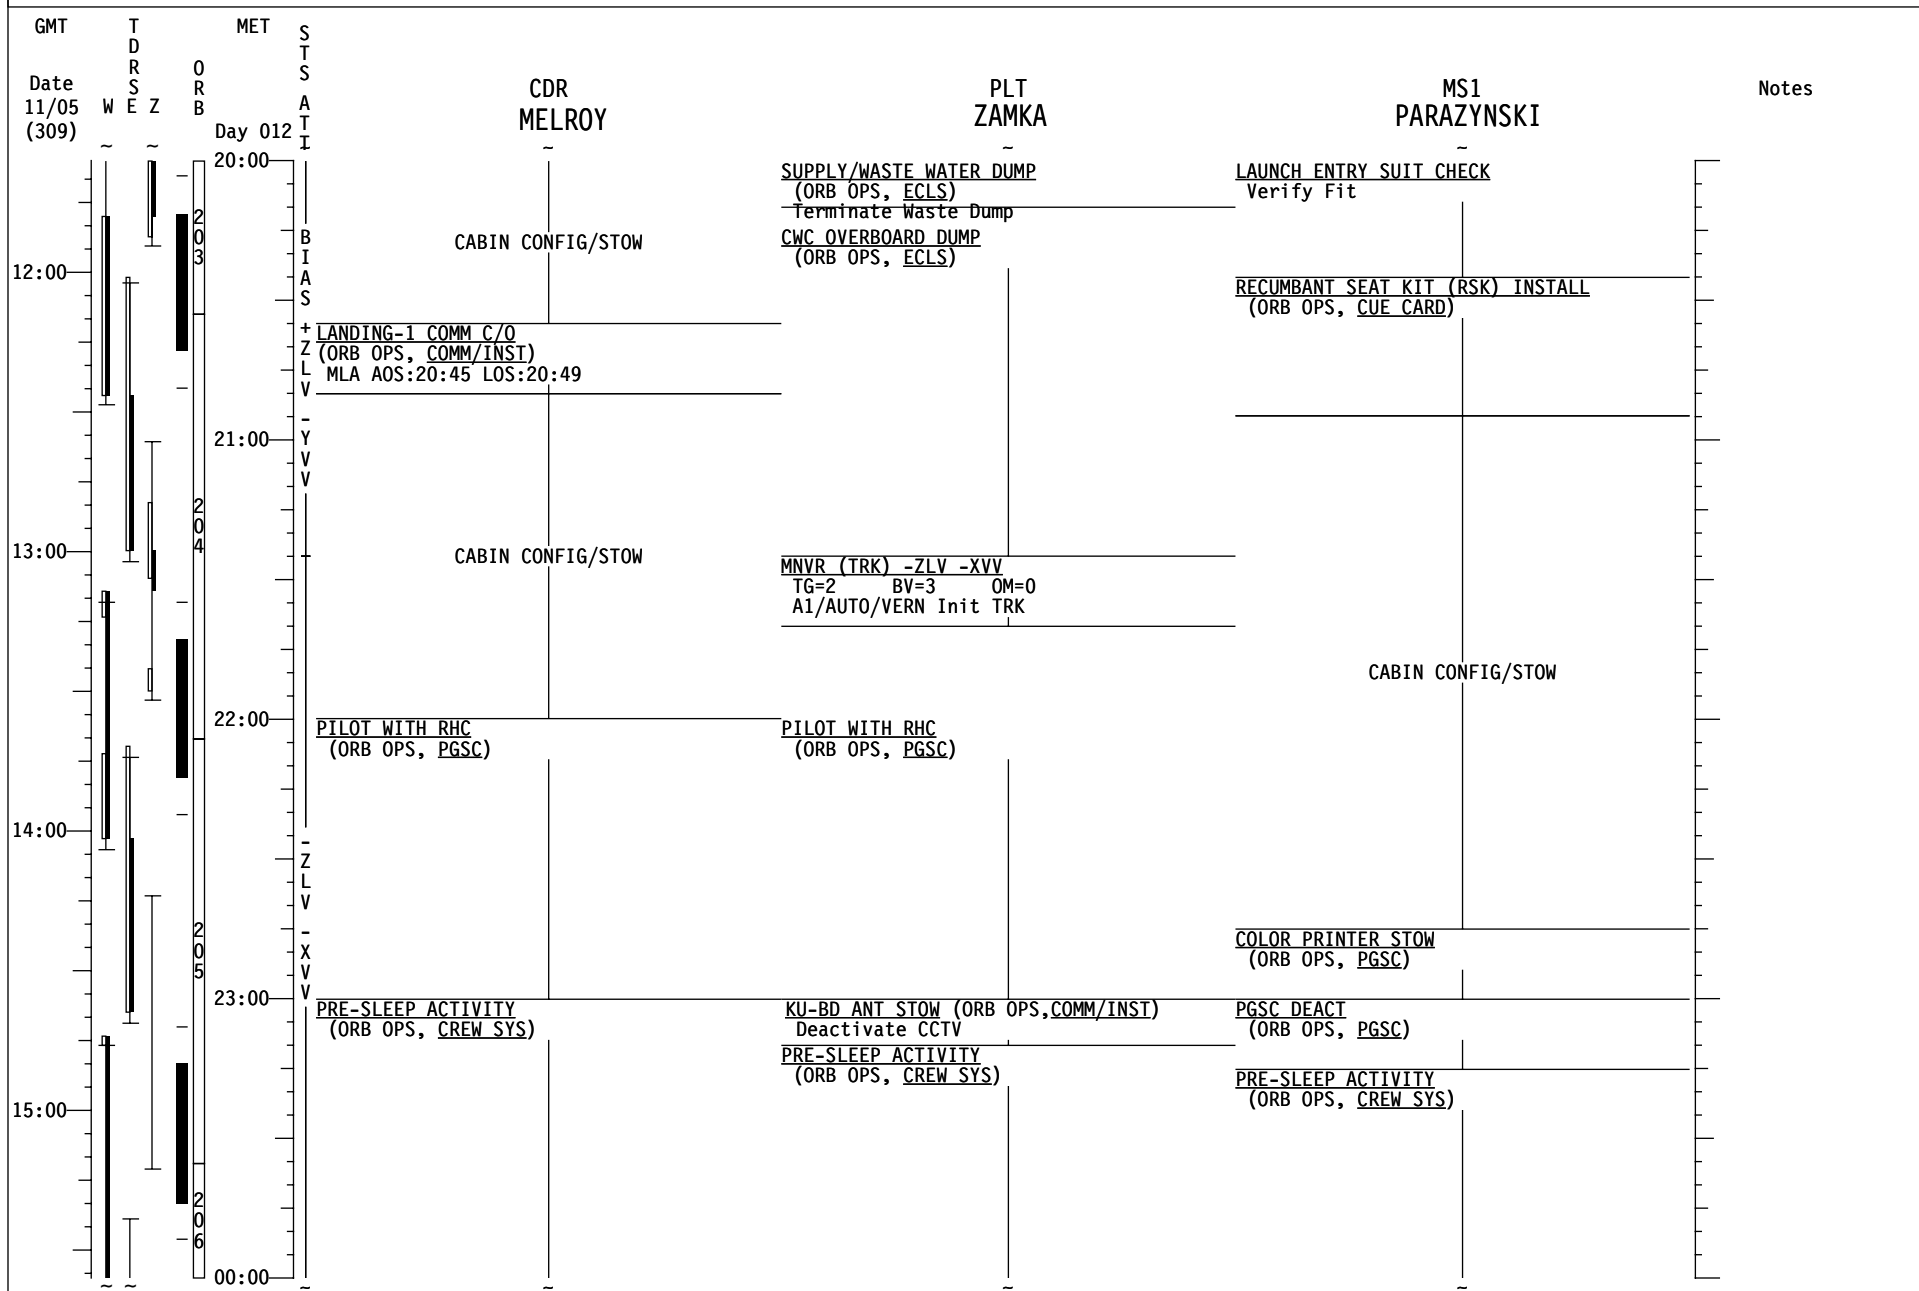 GMT
TDRS
MET
STS ATT
ORB
Date
11/05
(309)
W E Z
Day 012
CDR
MELROY
PLT
ZAMKA
MS1
PARAZYNSKI
Notes
~ ~ ~ ~ ~
20:00
SUPPLY/WASTE WATER DUMP
(ORB OPS, ECLS)
Terminate Waste Dump
LAUNCH ENTRY SUIT CHECK
Verify Fit
203
BIAS +ZLV -YVV
CABIN CONFIG/STOW
CWC OVERBOARD DUMP
(ORB OPS, ECLS)
12:00
RECUMBANT SEAT KIT (RSK) INSTALL
(ORB OPS, CUE CARD)
LANDING-1 COMM C/O
(ORB OPS, COMM/INST)
MLA AOS:20:45 LOS:20:49
21:00
204
13:00
CABIN CONFIG/STOW
MNVR (TRK) -ZLV -XVV
TG=2 BV=3 OM=0
A1/AUTO/VERN Init TRK
CABIN CONFIG/STOW
22:00
PILOT WITH RHC
(ORB OPS, PGSC)
PILOT WITH RHC
(ORB OPS, PGSC)
14:00
-ZLV -XVV
205
COLOR PRINTER STOW
(ORB OPS, PGSC)
23:00
PRE-SLEEP ACTIVITY
(ORB OPS, CREW SYS)
KU-BD ANT STOW (ORB OPS,COMM/INST)
Deactivate CCTV
PGSC DEACT
(ORB OPS, PGSC)
PRE-SLEEP ACTIVITY
(ORB OPS, CREW SYS)
PRE-SLEEP ACTIVITY
(ORB OPS, CREW SYS)
15:00
206
00:00
~ ~ ~ ~ ~ ~